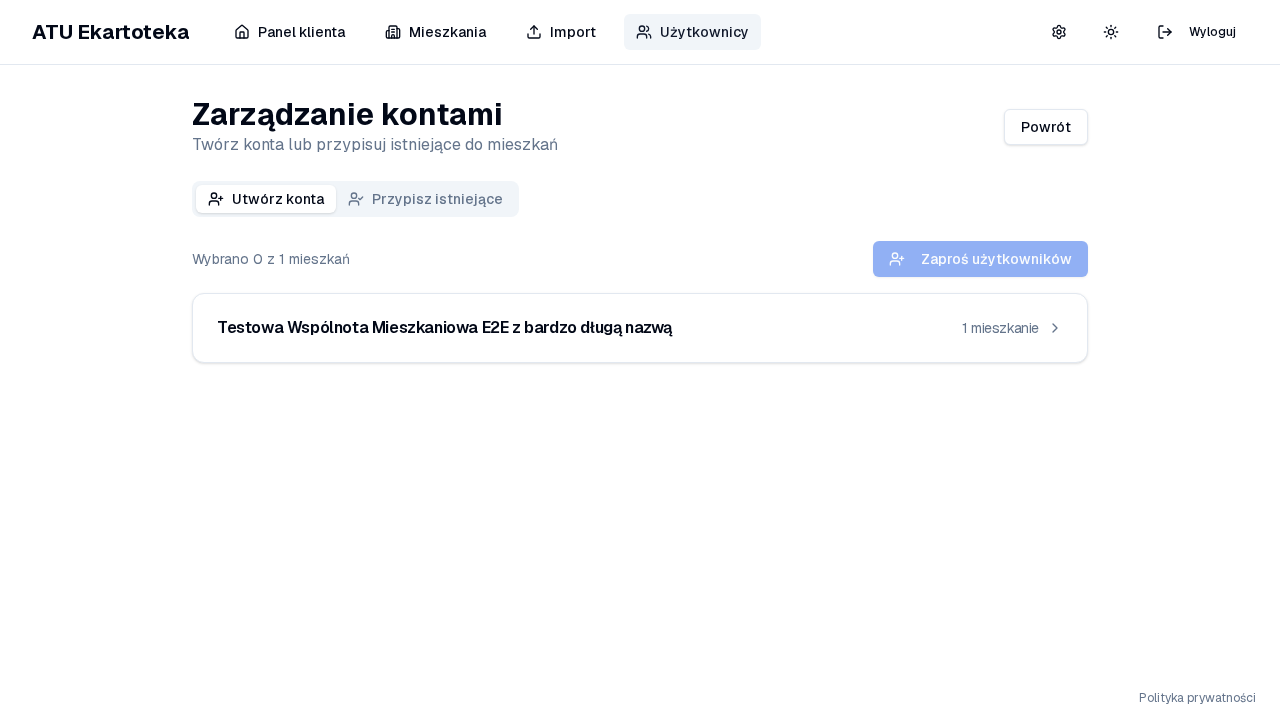 ATU Ekartoteka
Panel klienta
Mieszkania
Import
Użytkownicy
Wyloguj
Zarządzanie kontami
Twórz konta lub przypisuj istniejące do mieszkań
Powrót
Utwórz konta
Przypisz istniejące
Wybrano 0 z 1 mieszkań
Zaproś użytkowników
Testowa Wspólnota Mieszkaniowa E2E z bardzo długą nazwą
1 mieszkanie
Polityka prywatności